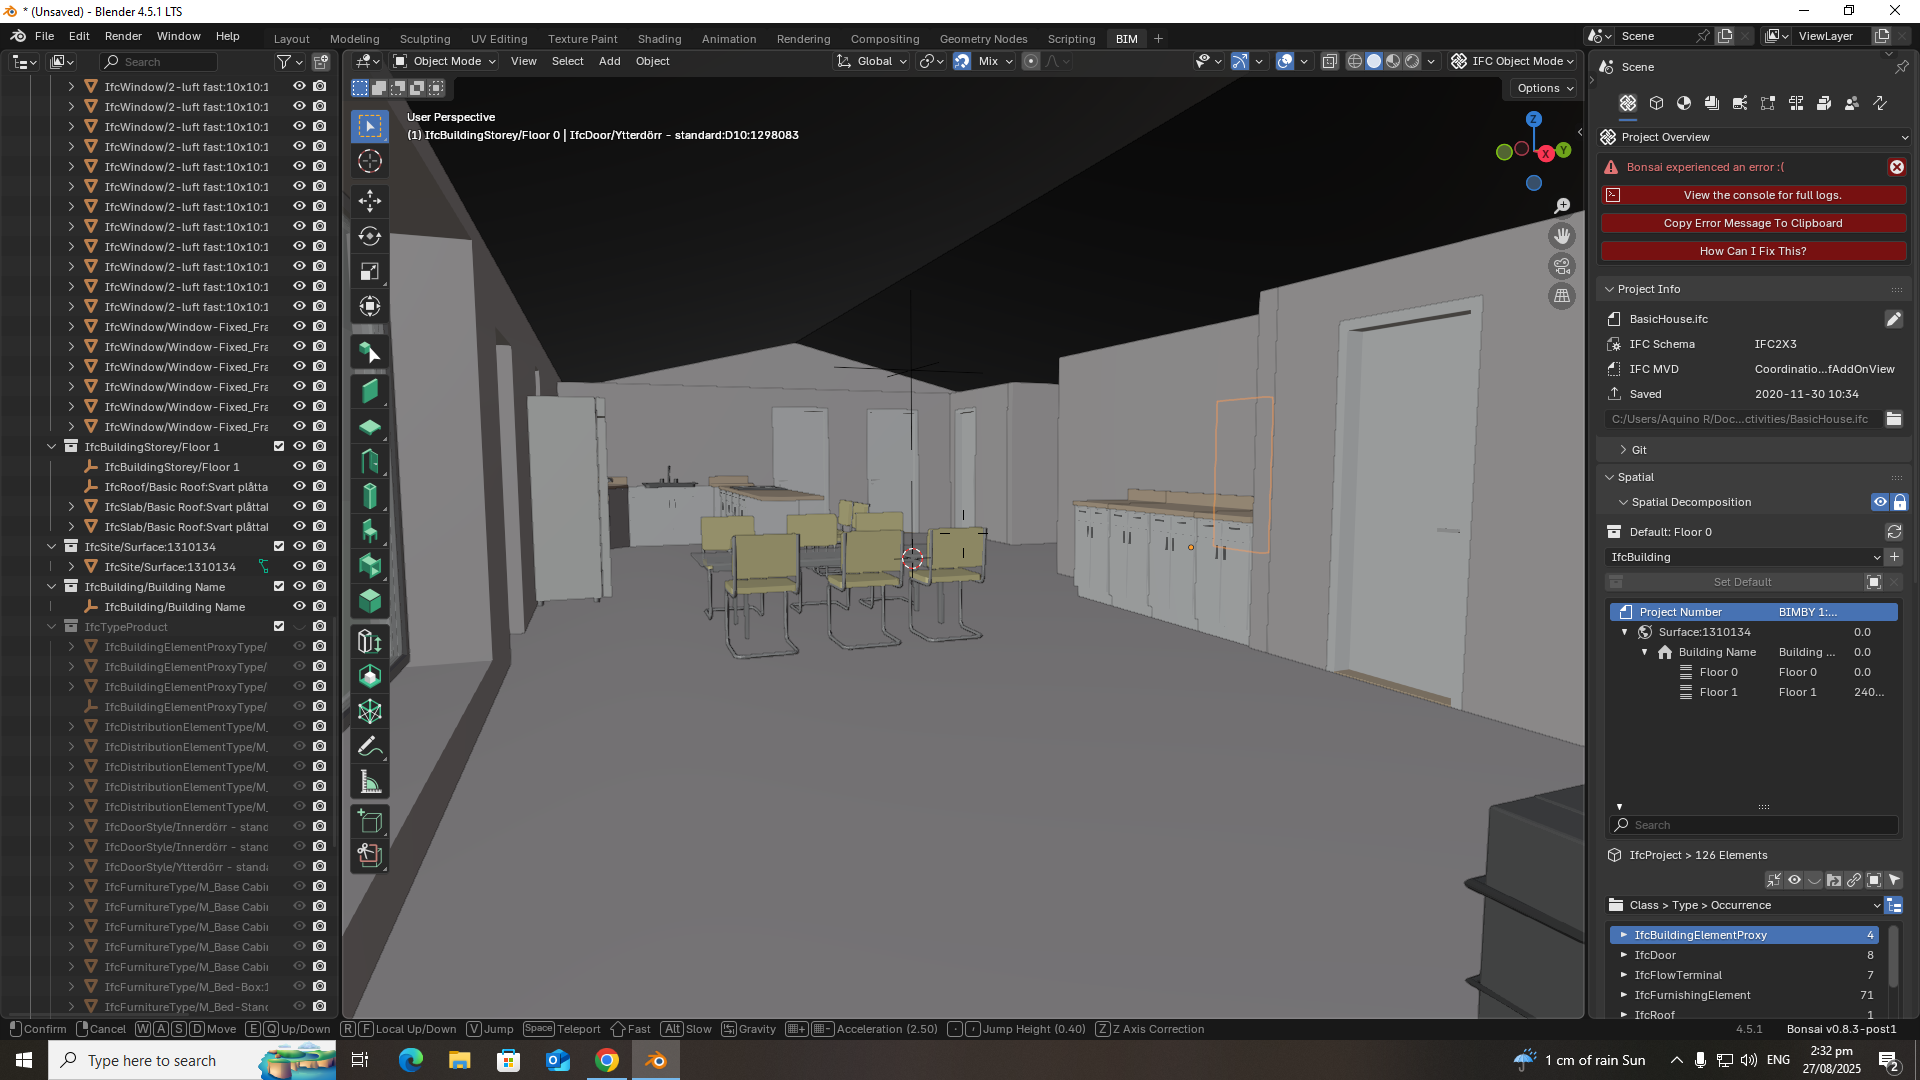 * (Unsaved) - Blender 4.5.1 LTS
File Edit Render Window Help
Layout Modeling Sculpting UV Editing Texture Paint Shading Animation Rendering Compositing Geometry Nodes Scripting BIM
Scene
ViewLayer
Search
Object Mode View Select Add Object
Global
Mix
IFC Object Mode
Options
User Perspective
(1) IfcBuildingStorey/Floor 0 | IfcDoor/Ytterdörr - standard:D10:1298083
Z
X
Y
IfcWindow/2-luft fast:10x10:1
IfcWindow/2-luft fast:10x10:1
IfcWindow/2-luft fast:10x10:1
IfcWindow/2-luft fast:10x10:1
IfcWindow/2-luft fast:10x10:1
IfcWindow/2-luft fast:10x10:1
IfcWindow/2-luft fast:10x10:1
IfcWindow/2-luft fast:10x10:1
IfcWindow/2-luft fast:10x10:1
IfcWindow/2-luft fast:10x10:1
IfcWindow/2-luft fast:10x10:1
IfcWindow/2-luft fast:10x10:1
IfcWindow/Window-Fixed_Fra
IfcWindow/Window-Fixed_Fra
IfcWindow/Window-Fixed_Fra
IfcWindow/Window-Fixed_Fra
IfcWindow/Window-Fixed_Fra
IfcWindow/Window-Fixed_Fra
IfcBuildingStorey/Floor 1
IfcBuildingStorey/Floor 1
IfcRoof/Basic Roof:Svart plåtta
IfcSlab/Basic Roof:Svart plåttal
IfcSlab/Basic Roof:Svart plåttal
IfcSite/Surface:1310134
IfcSite/Surface:1310134
IfcBuilding/Building Name
IfcBuilding/Building Name
IfcTypeProduct
IfcBuildingElementProxyType/
IfcBuildingElementProxyType/
IfcBuildingElementProxyType/
IfcBuildingElementProxyType/
IfcDistributionElementType/M_
IfcDistributionElementType/M_
IfcDistributionElementType/M_
IfcDistributionElementType/M_
IfcDistributionElementType/M_
IfcDoorStyle/Innerdörr - stand
IfcDoorStyle/Innerdörr - stand
IfcDoorStyle/Ytterdörr - standa
IfcFurnitureType/M_Base Cabin
IfcFurnitureType/M_Base Cabin
IfcFurnitureType/M_Base Cabin
IfcFurnitureType/M_Base Cabin
IfcFurnitureType/M_Base Cabin
IfcFurnitureType/M_Bed-Box:1
IfcFurnitureType/M_Bed-Stand
Scene
Project Overview
Bonsai experienced an error :(
View the console for full logs.
Copy Error Message To Clipboard
How Can I Fix This?
Project Info
BasicHouse.ifc
IFC Schema IFC2X3
IFC MVD Coordinatio...fAddOnView
Saved 2020-11-30 10:34
C:/Users/Aquino R/Doc...ctivities/BasicHouse.ifc
Git
Spatial
Spatial Decomposition
Default: Floor 0
IfcBuilding
Set Default
Project Number BIMBY 1:...
Surface:1310134 0.0
Building Name Building ... 0.0
Floor 0 Floor 0 0.0
Floor 1 Floor 1 240...
Search
IfcProject > 126 Elements
Class > Type > Occurrence
IfcBuildingElementProxy 4
IfcDoor 8
IfcFlowTerminal 7
IfcFurnishingElement 71
IfcRoof 1
Confirm Cancel W A S D Move E Q Up/Down R F Local Up/Down V Jump Space Teleport Fast Alt Slow Gravity Acceleration (2.50) . , Jump Height (0.40) Z Z Axis Correction 4.5.1 Bonsai v0.8.3-post1
Type here to search
1 cm of rain Sun
ENG
2:32 pm
27/08/2025
2